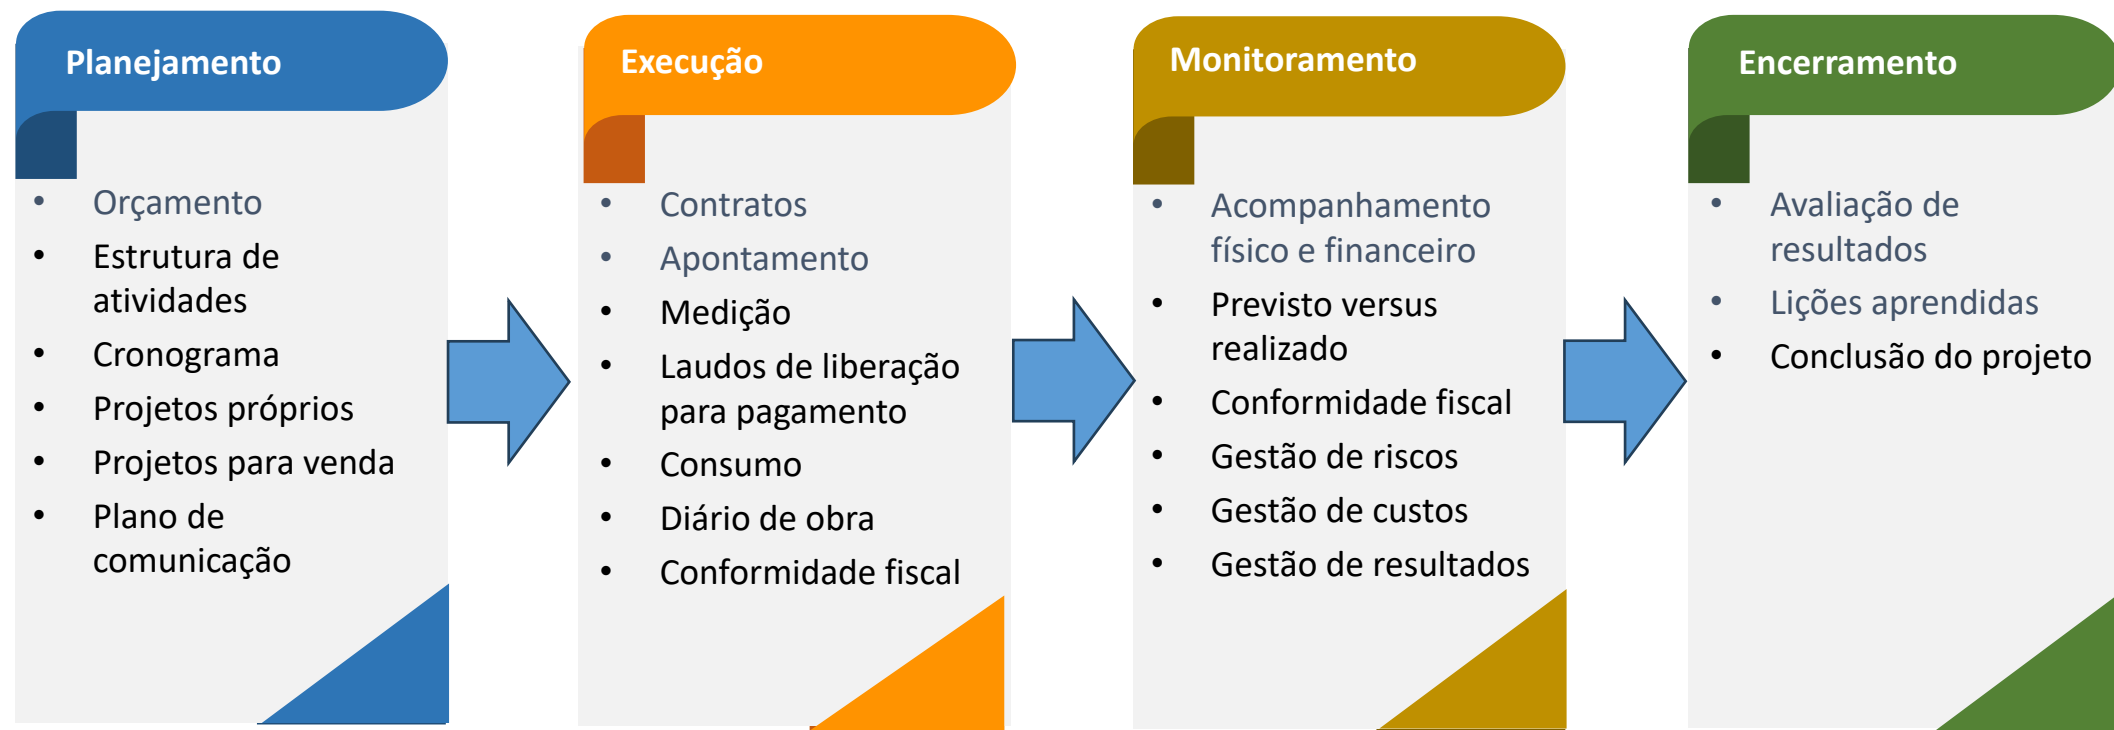 Planejamento
• Orçamento
• Estrutura de
atividades
• Cronograma
• Projetos próprios
• Projetos para venda
• Plano de
comunicação
Execução
• Contratos
• Apontamento
• Medição
• Laudos de liberação
para pagamento
• Consumo
• Diário de obra
• Conformidade fiscal
Monitoramento
• Acompanhamento
físico e financeiro
• Previsto versus
realizado
• Conformidade fiscal
• Gestão de riscos
• Gestão de custos
• Gestão de resultados
Encerramento
• Avaliação de
resultados
• Lições aprendidas
• Conclusão do projeto